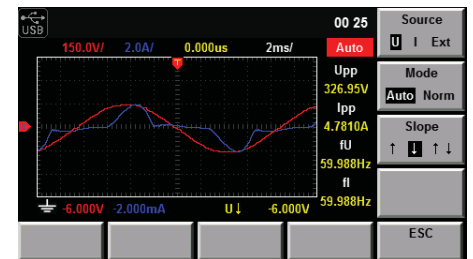 USB
00 25
150.0V/ 2.0A/ 0.000us 2ms/ Auto
T
Upp
326.95V
Ipp
4.7810A
fU
59.988Hz
fI
59.988Hz
-6.000V -2.000mA U↓ -6.000V
Source
U I Ext
Mode
Auto Norm
Slope
↑ ↓ ↑↓
ESC